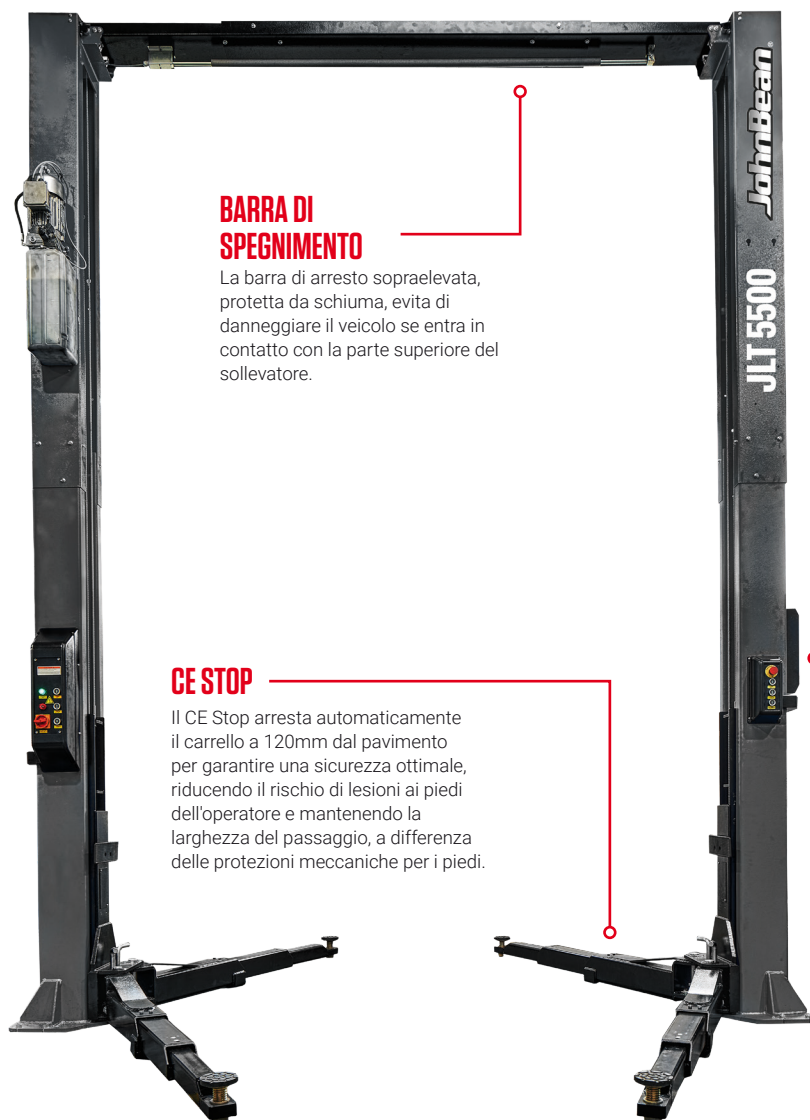 JohnBean
BARRA DI
SPEGNIMENTO
La barra di arresto sopraelevata,
protetta da schiuma, evita di
danneggiare il veicolo se entra in
contatto con la parte superiore del
sollevatore.
JLT 5500
CE STOP
Il CE Stop arresta automaticamente
il carrello a 120mm dal pavimento
per garantire una sicurezza ottimale,
riducendo il rischio di lesioni ai piedi
dell'operatore e mantenendo la
larghezza del passaggio, a differenza
delle protezioni meccaniche per i piedi.